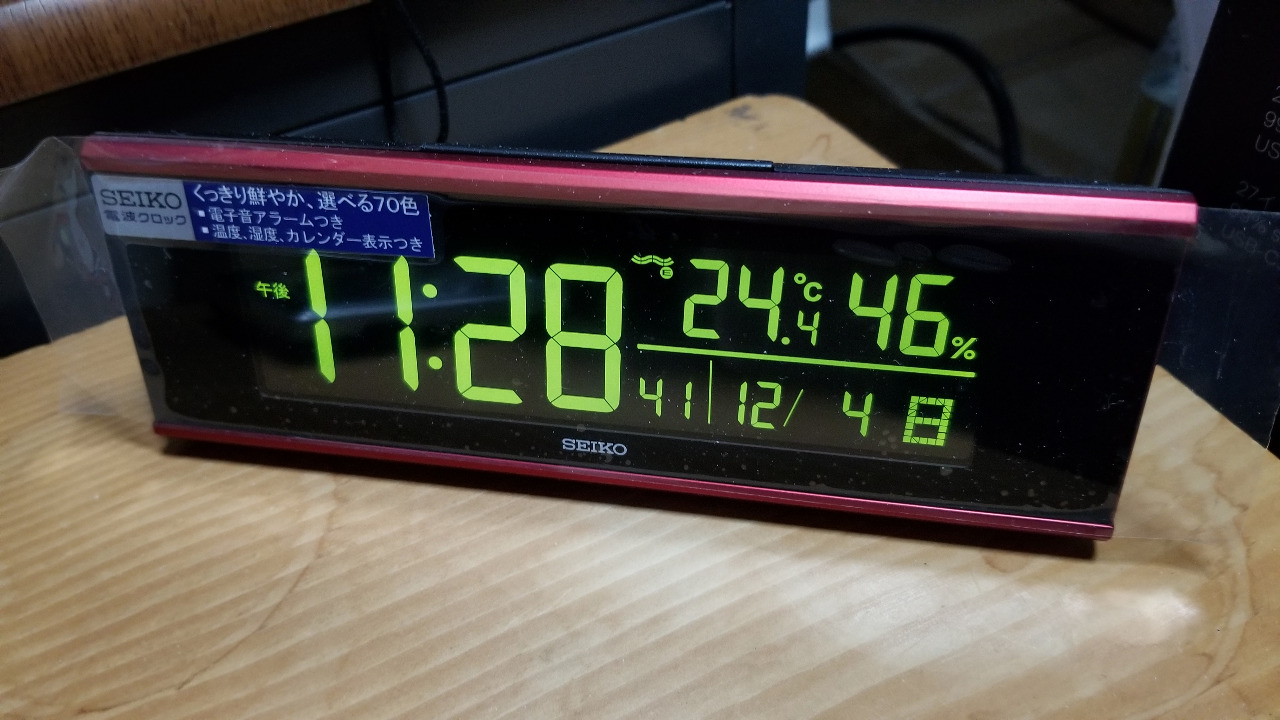 SEIKO
電波クロック
くっきり鮮やか、選べる70色
▪電子音アラームつき
▪温度、湿度、カレンダー表示つき
午後 11:28
24.4℃ 46%
41 12/ 4 日
SEIKO